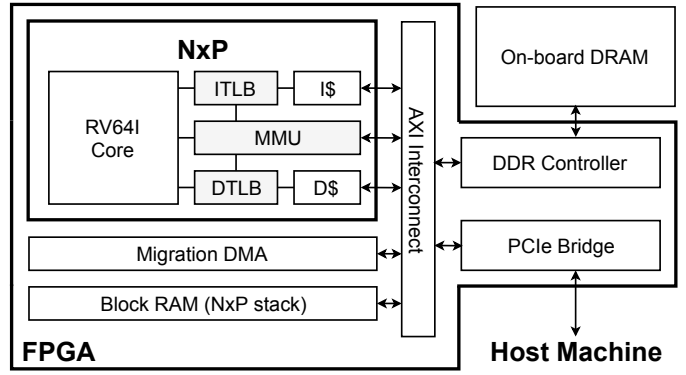 NxP
On-board DRAM
ITLB
I$
RV64I
Core
MMU
AXI Interconnect
DDR Controller
DTLB
D$
Migration DMA
PCIe Bridge
Block RAM (NxP stack)
FPGA
Host Machine